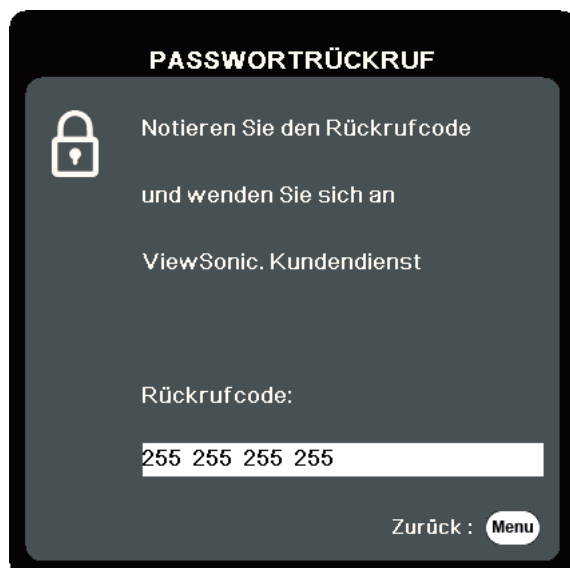 PASSWORTRÜCKRUF
Notieren Sie den Rückrufcode
und wenden Sie sich an
ViewSonic. Kundendienst
Rückrufcode:
255 255 255 255
Zurück : Menu